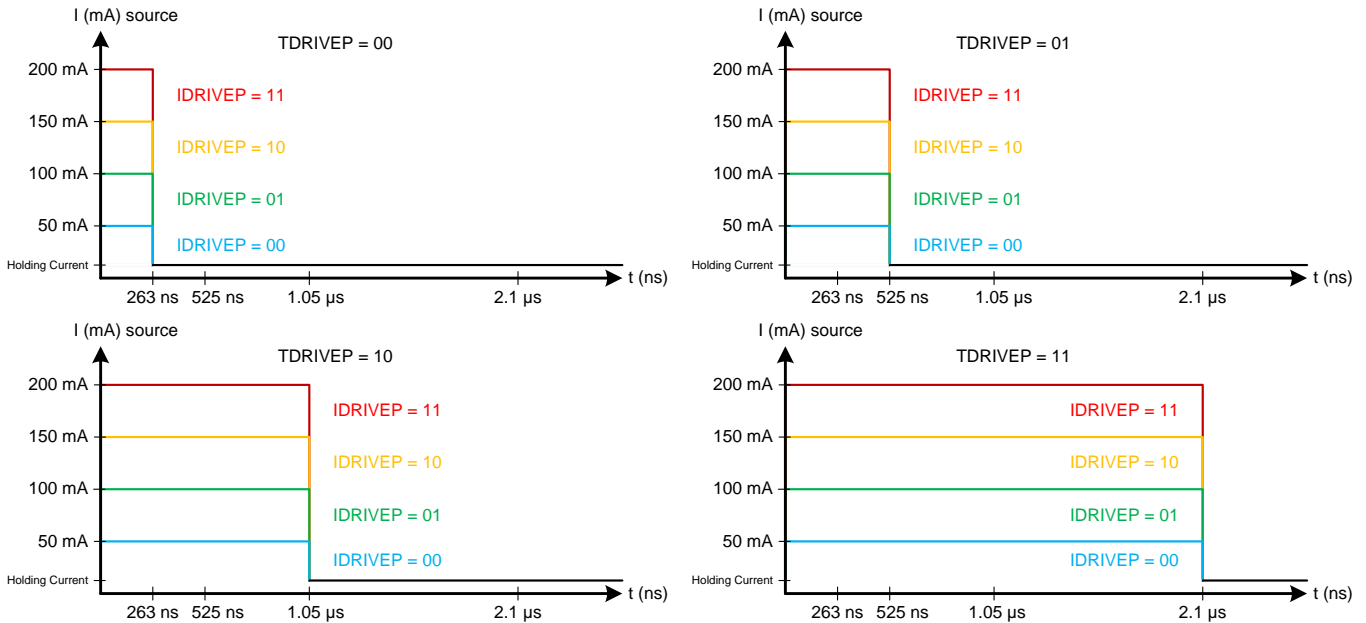 I (mA) source
TDRIVEP = 00
200 mA
IDRIVEP = 11
150 mA
IDRIVEP = 10
100 mA
IDRIVEP = 01
50 mA
IDRIVEP = 00
Holding Current
t (ns)
263 ns 525 ns 1.05 µs 2.1 µs
I (mA) source
TDRIVEP = 01
200 mA
IDRIVEP = 11
150 mA
IDRIVEP = 10
100 mA
IDRIVEP = 01
50 mA
IDRIVEP = 00
Holding Current
t (ns)
263 ns 525 ns 1.05 µs 2.1 µs
I (mA) source
TDRIVEP = 10
200 mA
IDRIVEP = 11
150 mA
IDRIVEP = 10
100 mA
IDRIVEP = 01
50 mA
IDRIVEP = 00
Holding Current
t (ns)
263 ns 525 ns 1.05 µs 2.1 µs
I (mA) source
TDRIVEP = 11
200 mA
IDRIVEP = 11
150 mA
IDRIVEP = 10
100 mA
IDRIVEP = 01
50 mA
IDRIVEP = 00
Holding Current
t (ns)
263 ns 525 ns 1.05 µs 2.1 µs